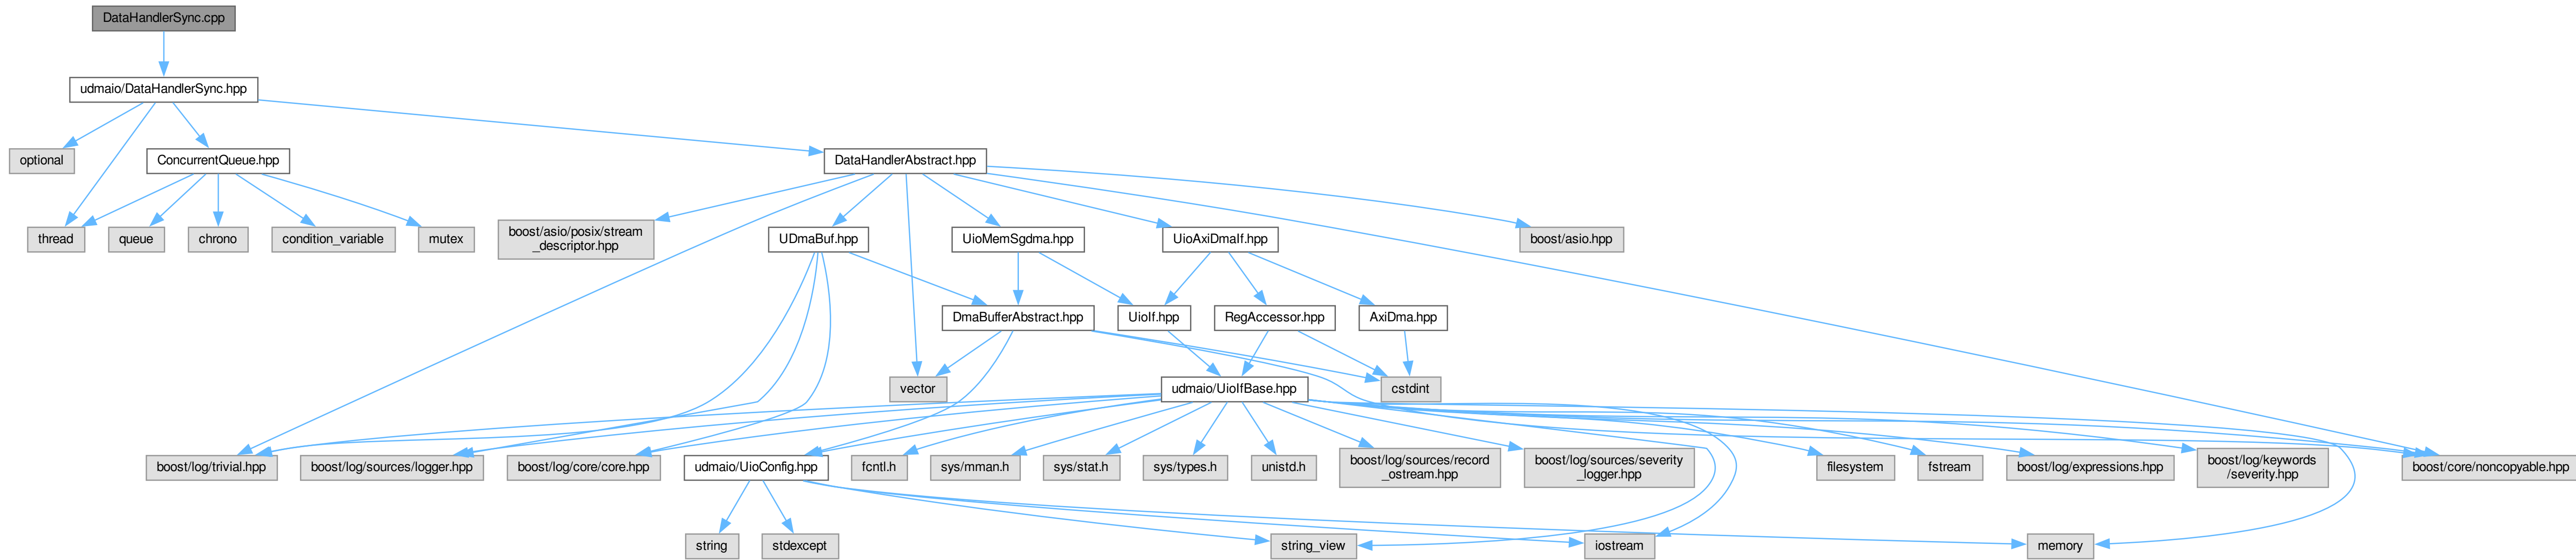 DataHandlerSync.cpp
udmaio/DataHandlerSync.hpp
optional
ConcurrentQueue.hpp
DataHandlerAbstract.hpp
thread
queue
chrono
condition_variable
mutex
boost/asio/posix/stream
_descriptor.hpp
UDmaBuf.hpp
UioMemSgdma.hpp
UioAxiDmaIf.hpp
boost/asio.hpp
DmaBufferAbstract.hpp
UioIf.hpp
RegAccessor.hpp
AxiDma.hpp
vector
udmaio/UioIfBase.hpp
cstdint
boost/log/trivial.hpp
boost/log/sources/logger.hpp
boost/log/core/core.hpp
udmaio/UioConfig.hpp
fcntl.h
sys/mman.h
sys/stat.h
sys/types.h
unistd.h
boost/log/sources/record
_ostream.hpp
boost/log/sources/severity
_logger.hpp
filesystem
fstream
boost/log/expressions.hpp
boost/log/keywords
/severity.hpp
boost/core/noncopyable.hpp
string
stdexcept
string_view
iostream
memory